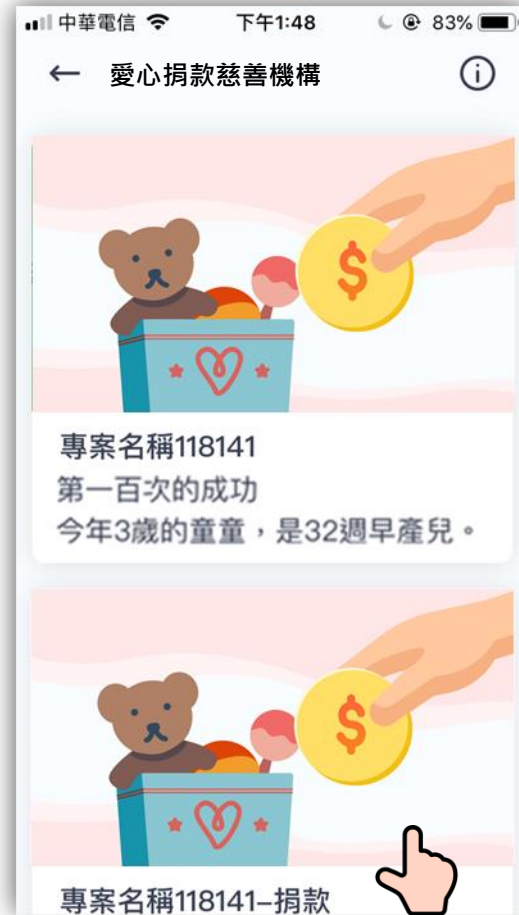 中華電信 下午1:48 83%
愛心捐款慈善機構
$
專案名稱118141
第一百次的成功
今年3歲的童童，是32週早產兒。
$
專案名稱118141–捐款